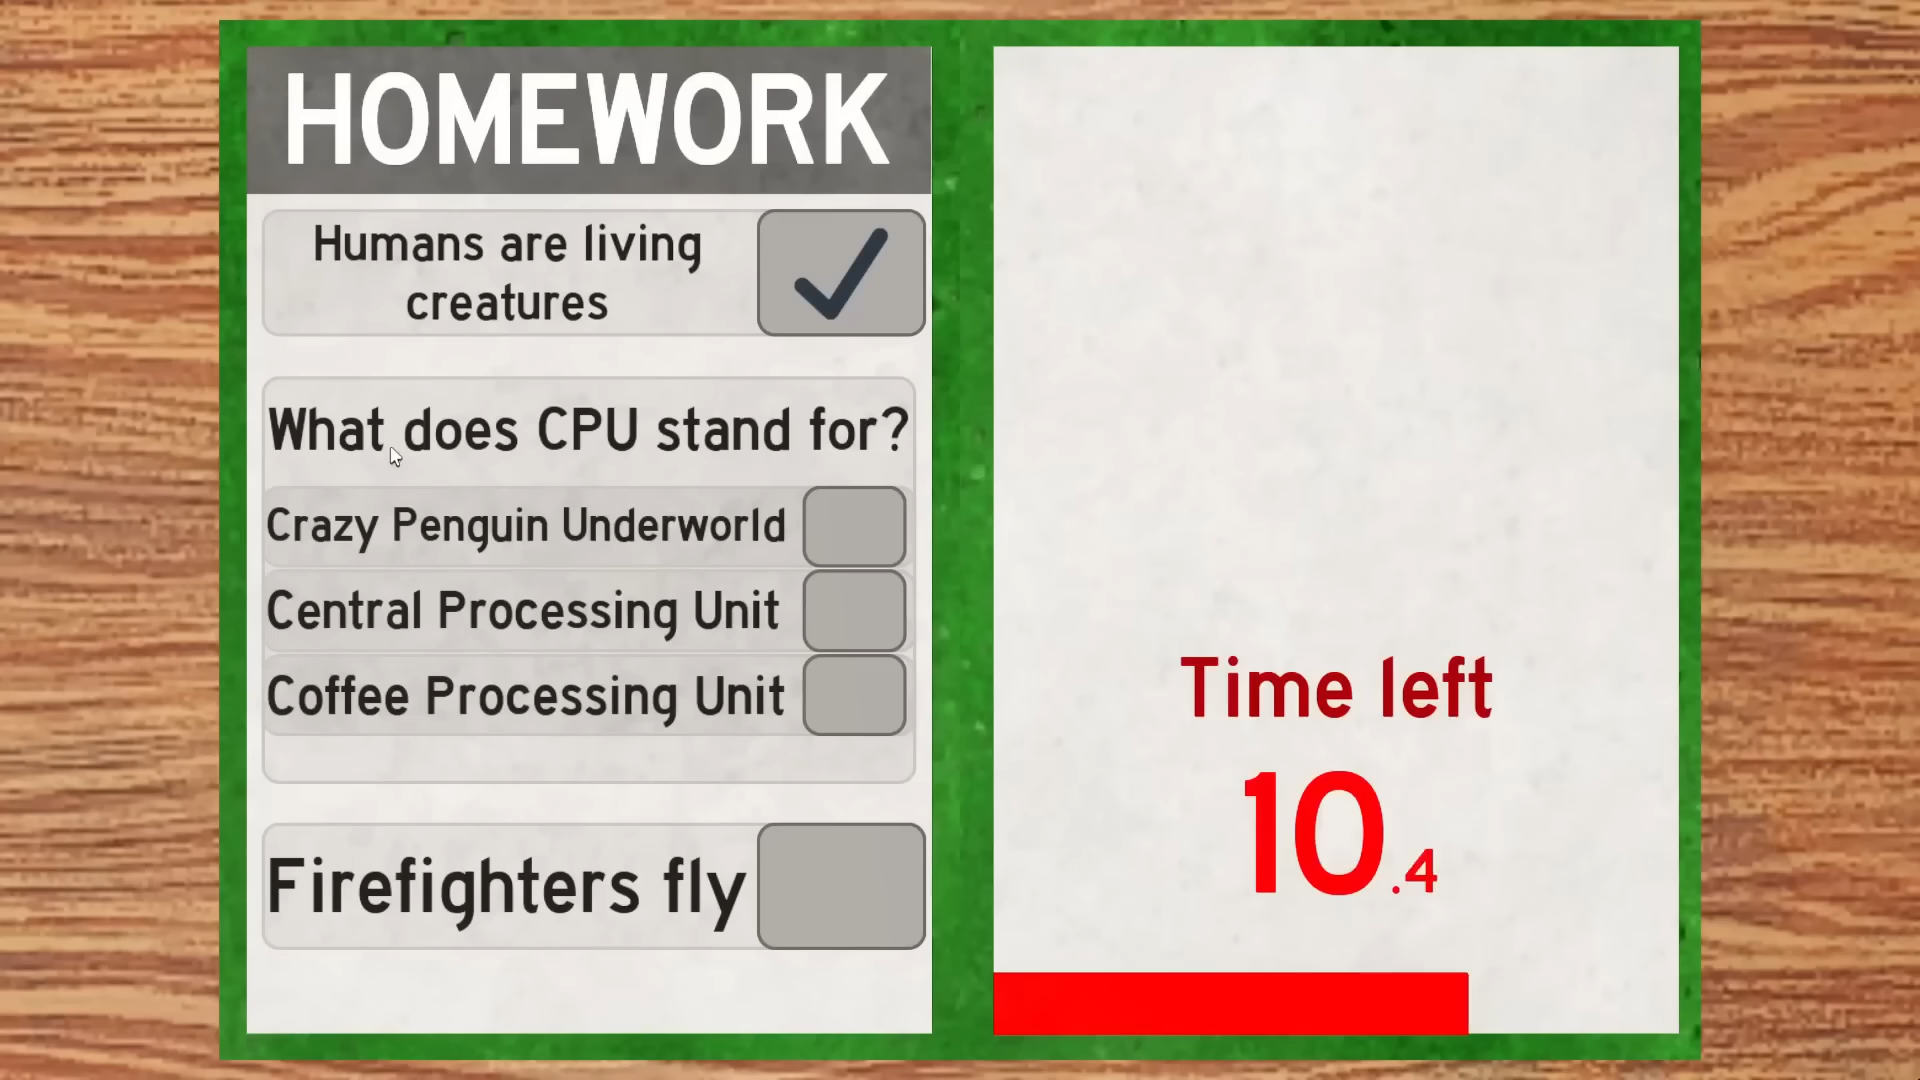 HOMEWORK
Humans are living
creatures
What does CPU stand for?
Crazy Penguin Underworld
Central Processing Unit
Coffee Processing Unit
Firefighters fly
Time left
10.4